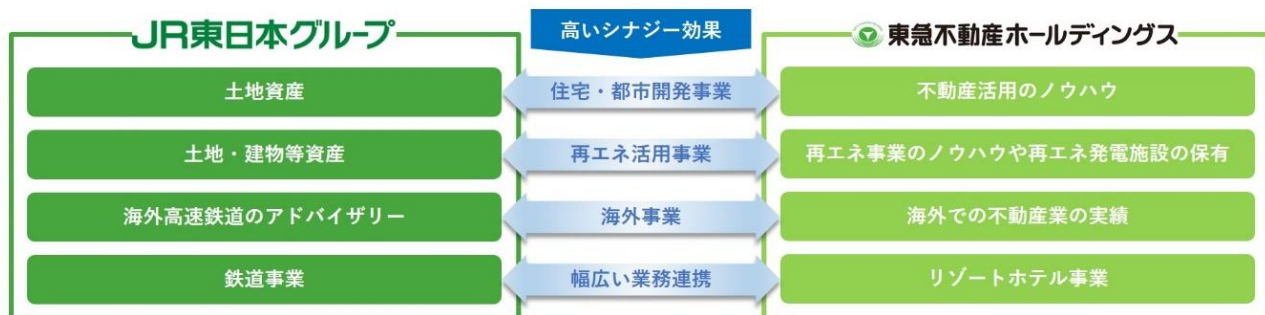 JR東日本グループ
高いシナジー効果
東急不動産ホールディングス
土地資産
住宅・都市開発事業
不動産活用のノウハウ
土地・建物等資産
再エネ活用事業
再エネ事業のノウハウや再エネ発電施設の保有
海外高速鉄道のアドバイザリー
海外事業
海外での不動産業の実績
鉄道事業
幅広い業務連携
リゾートホテル事業